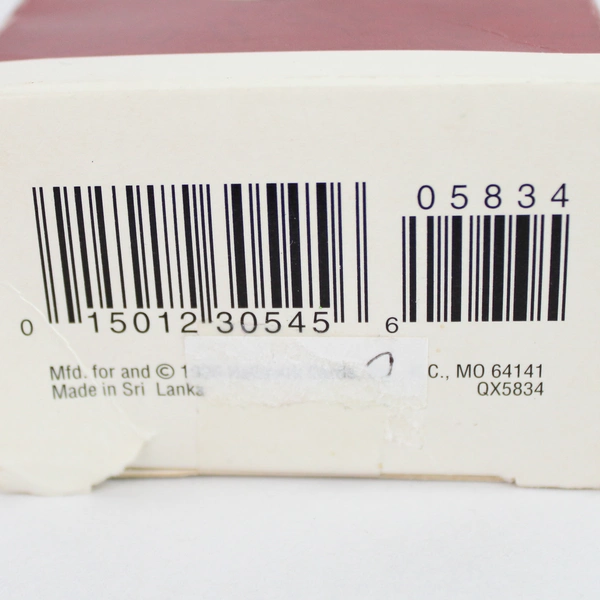 05834
0 15012 30545 6
Mfd. for and © 1 C., MO 64141
Made in Sri Lanka QX5834